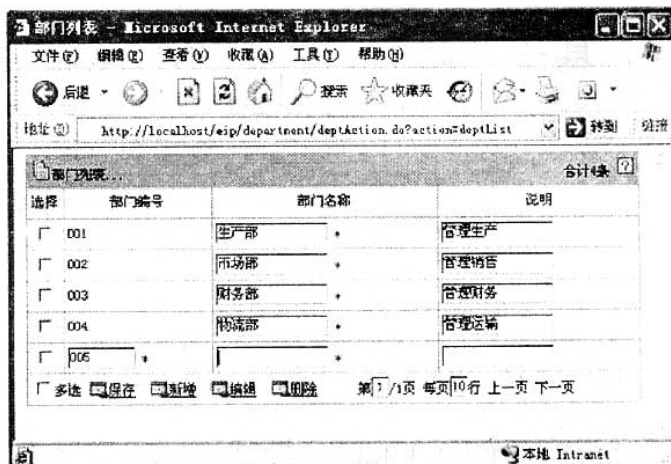 部门列表 - Microsoft Internet Explorer
文件(F) 编辑(E) 查看(V) 收藏(A) 工具(T) 帮助(H)
后退 搜索 收藏夹
地址(D) http://localhost/eip/department/deptAction.do?action=deptList 转到 链接
部门列表... 合计4条
选择 部门编号 部门名称 说明
001 生产部 * 管理生产
002 市场部 * 管理销售
003 财务部 * 管理财务
004 物流部 * 管理运输
005 * *
多选 保存 新增 编辑 删除 第1/1页 每页10行 上一页 下一页
本地 Intranet